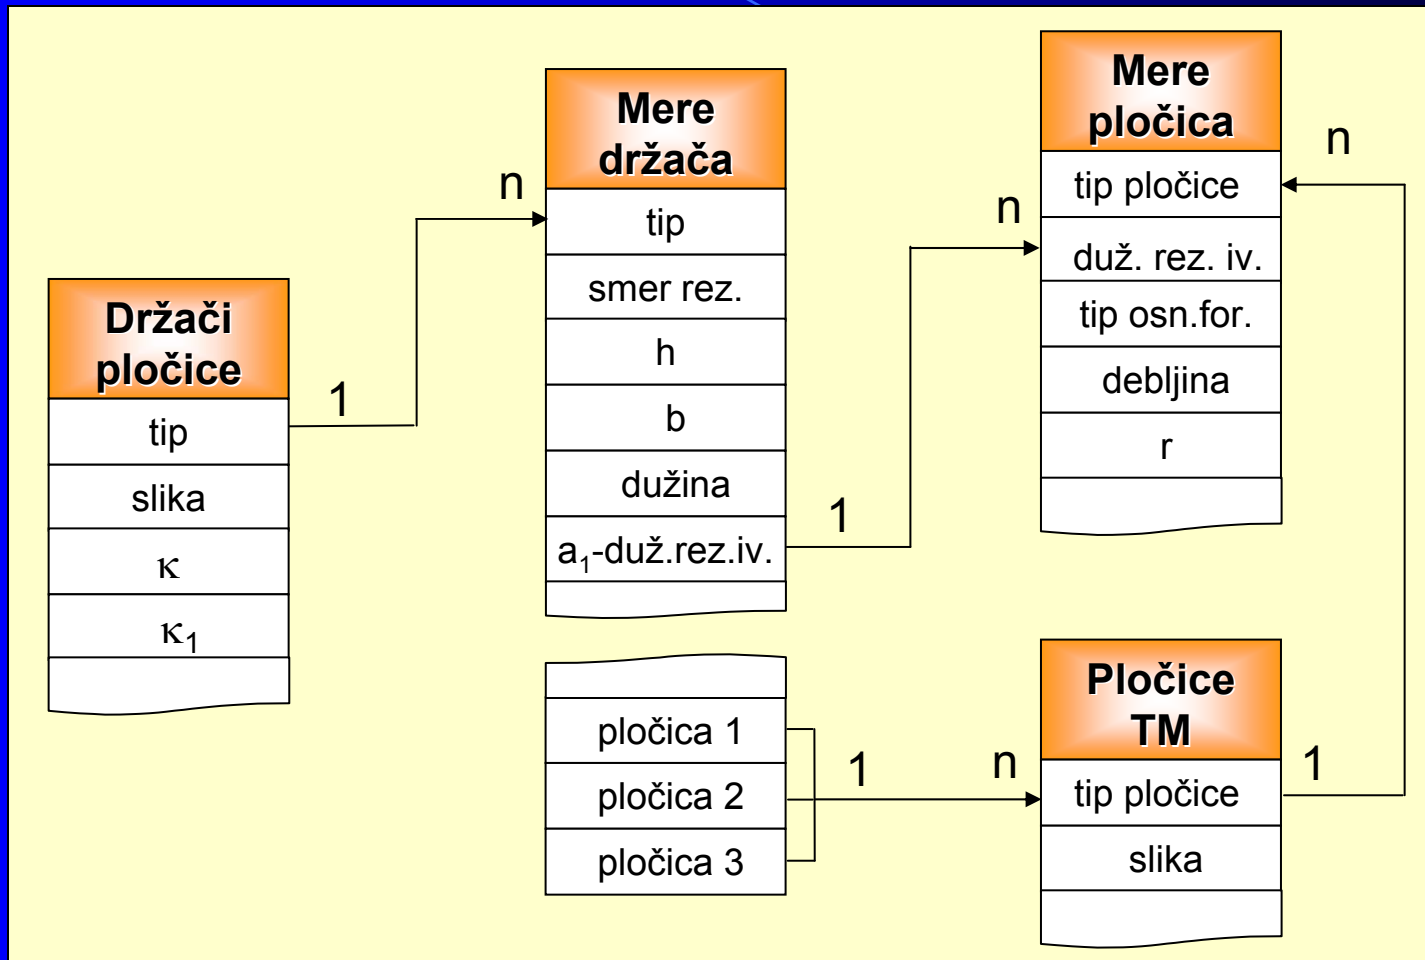 Držači
pločice
tip
slika
κ
κ₁
1
n
Mere
držača
tip
smer rez.
h
b
dužina
a₁-duž.rez.iv.
1
n
pločica 1
pločica 2
pločica 3
1
n
Mere
pločica
tip pločice
duž. rez. iv.
tip osn.for.
debljina
r
n
Pločice
TM
tip pločice
slika
1